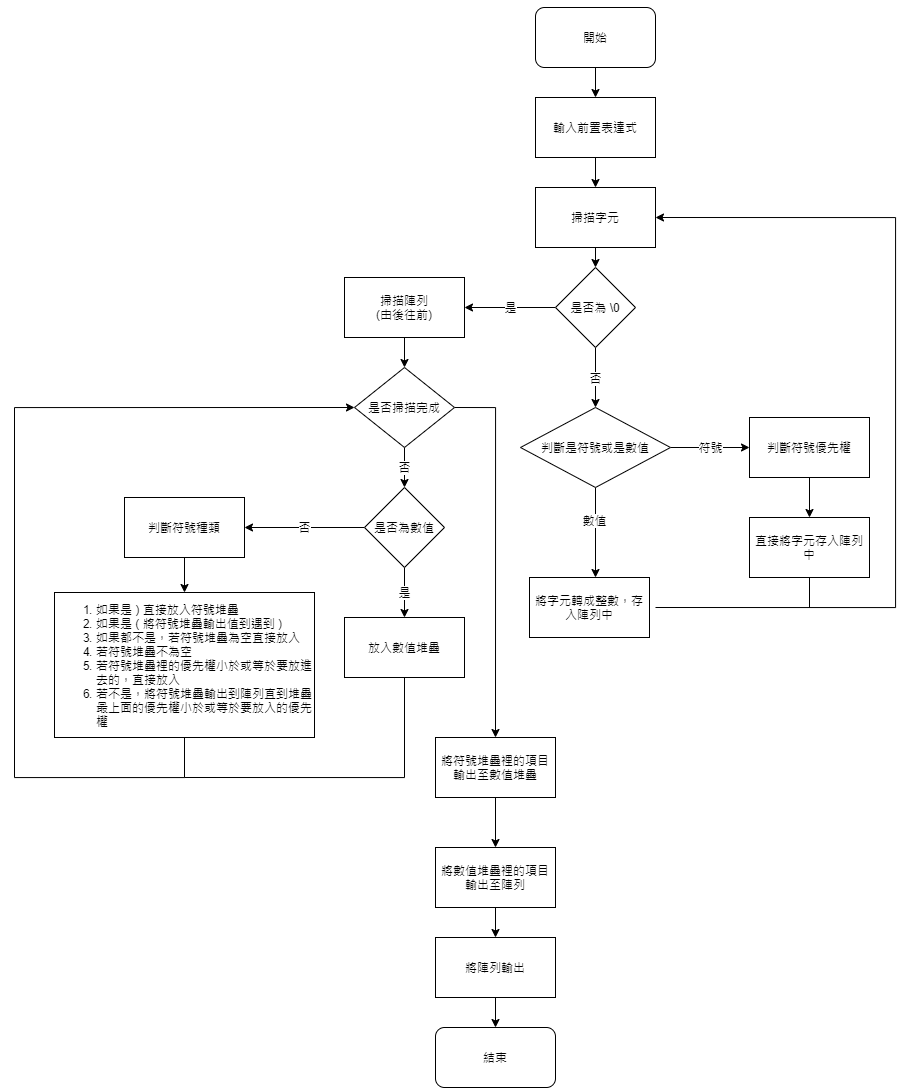 開始
輸入前置表達式
掃描字元
是否為 \0
是
掃描陣列
(由後往前)
否
是否掃描完成
判斷是符號或是數值
符號
判斷符號優先權
否
數值
判斷符號種類
否
是否為數值
直接將字元存入陣列
中
是
將字元轉成整數，存
入陣列中
1. 如果是 ) 直接放入符號堆疊
2. 如果是 ( 將符號堆疊輸出值到遇到 )
3. 如果都不是，若符號堆疊為空直接放入
4. 若符號堆疊不為空
5. 若符號堆疊裡的優先權小於或等於要放進
去的，直接放入
6. 若不是，將符號堆疊輸出到陣列直到堆疊
最上面的優先權小於或等於要放入的優先
權
放入數值堆疊
將符號堆疊裡的項目
輸出至數值堆疊
將數值堆疊裡的項目
輸出至陣列
將陣列輸出
結束